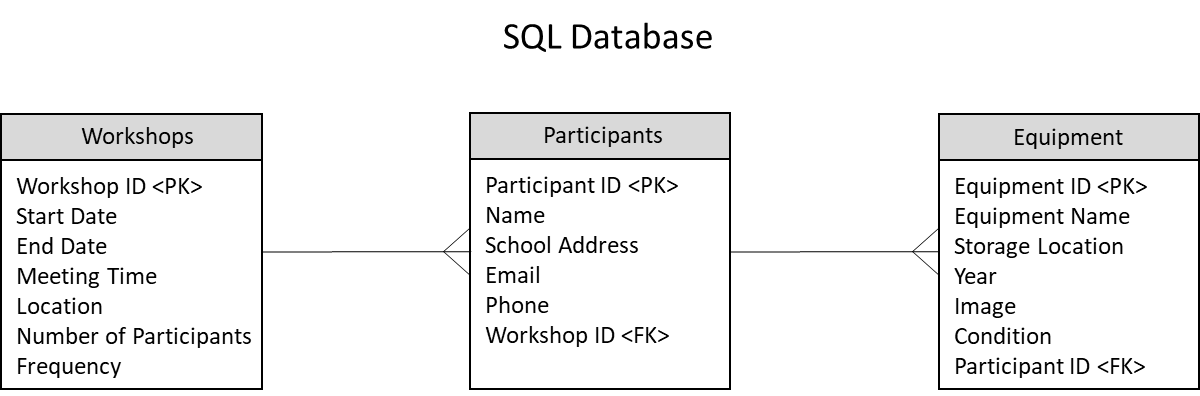 SQL Database
Workshops
Workshop ID <PK>
Start Date
End Date
Meeting Time
Location
Number of Participants
Frequency
Participants
Participant ID <PK>
Name
School Address
Email
Phone
Workshop ID <FK>
Equipment
Equipment ID <PK>
Equipment Name
Storage Location
Year
Image
Condition
Participant ID <FK>